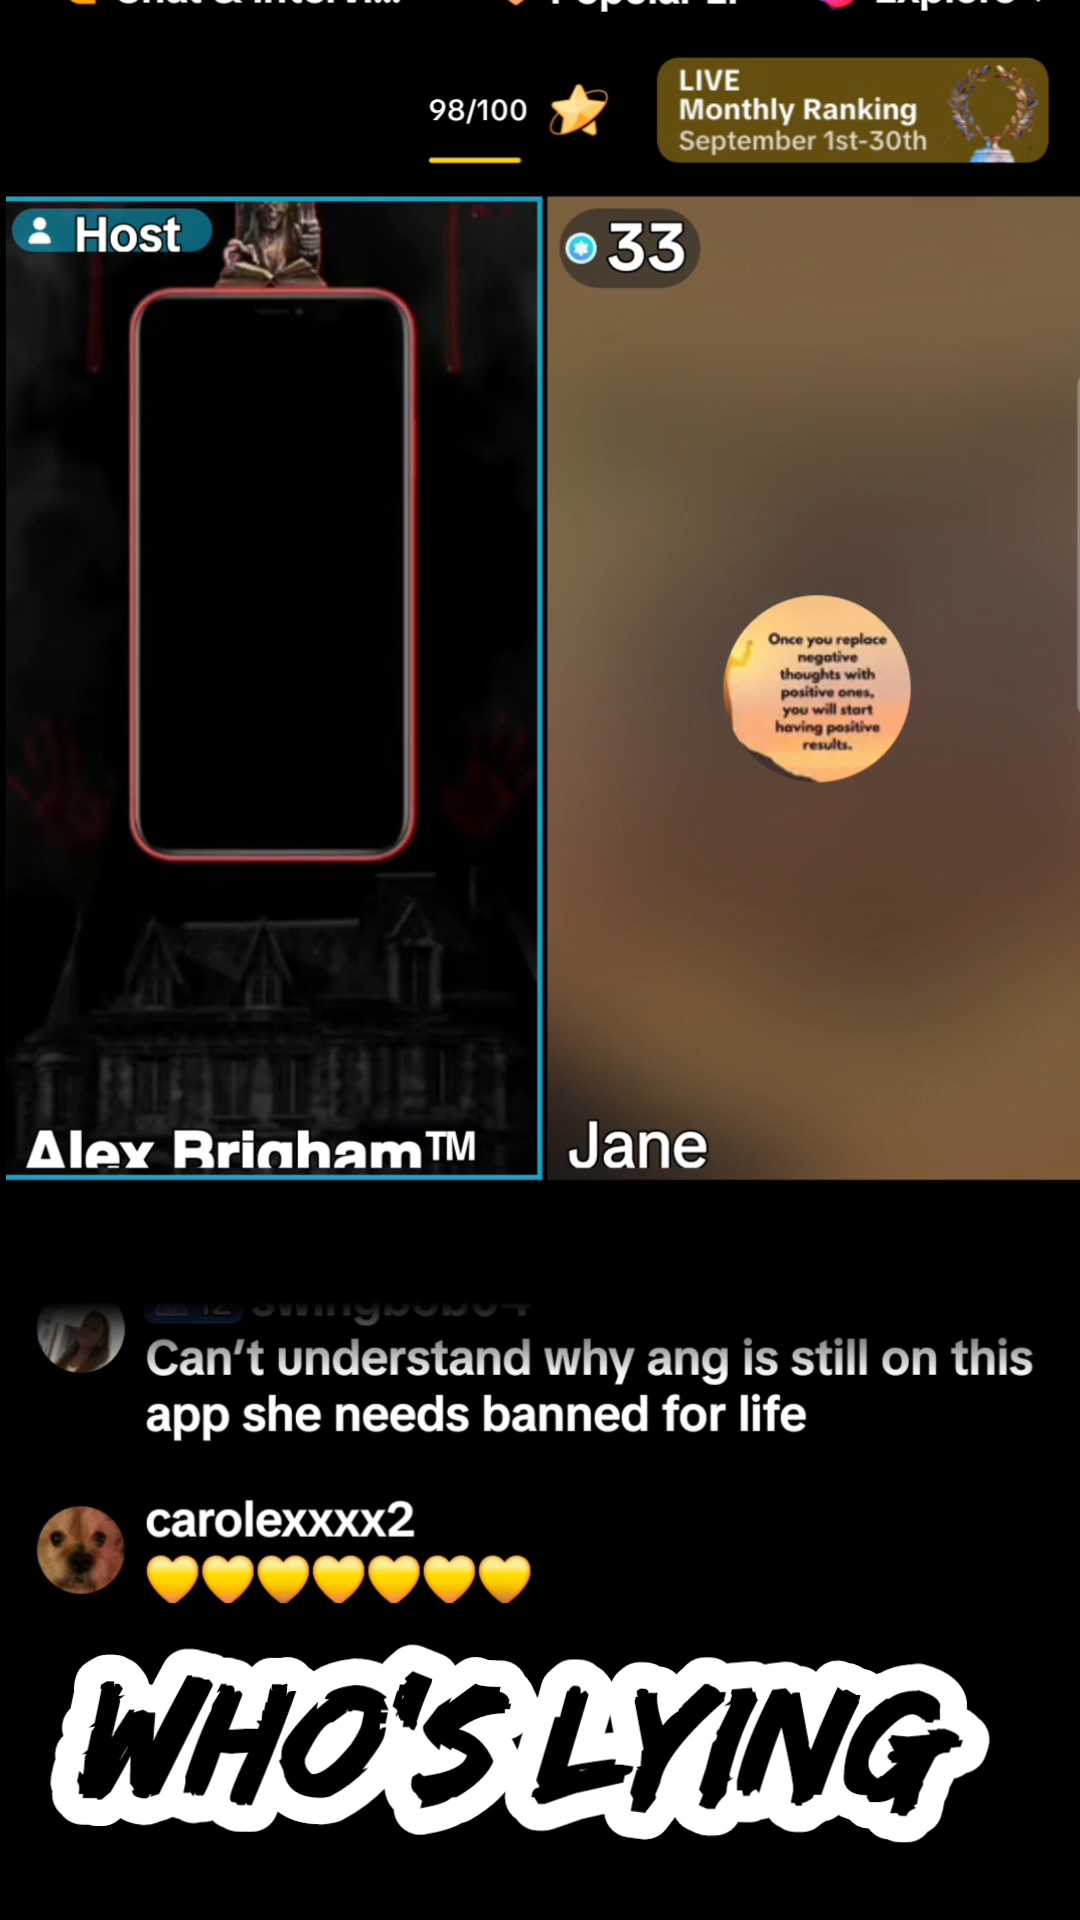 98/100
LIVE
Monthly Ranking
September 1st-30th
Host
33
Once you replace
negative
thoughts with
positive ones,
you will start
having positive
results.
Alex Brigham™
Jane
12
Can't understand why ang is still on this
app she needs banned for life
carolexxxx2
💛💛💛💛💛💛💛
WHO'S LYING